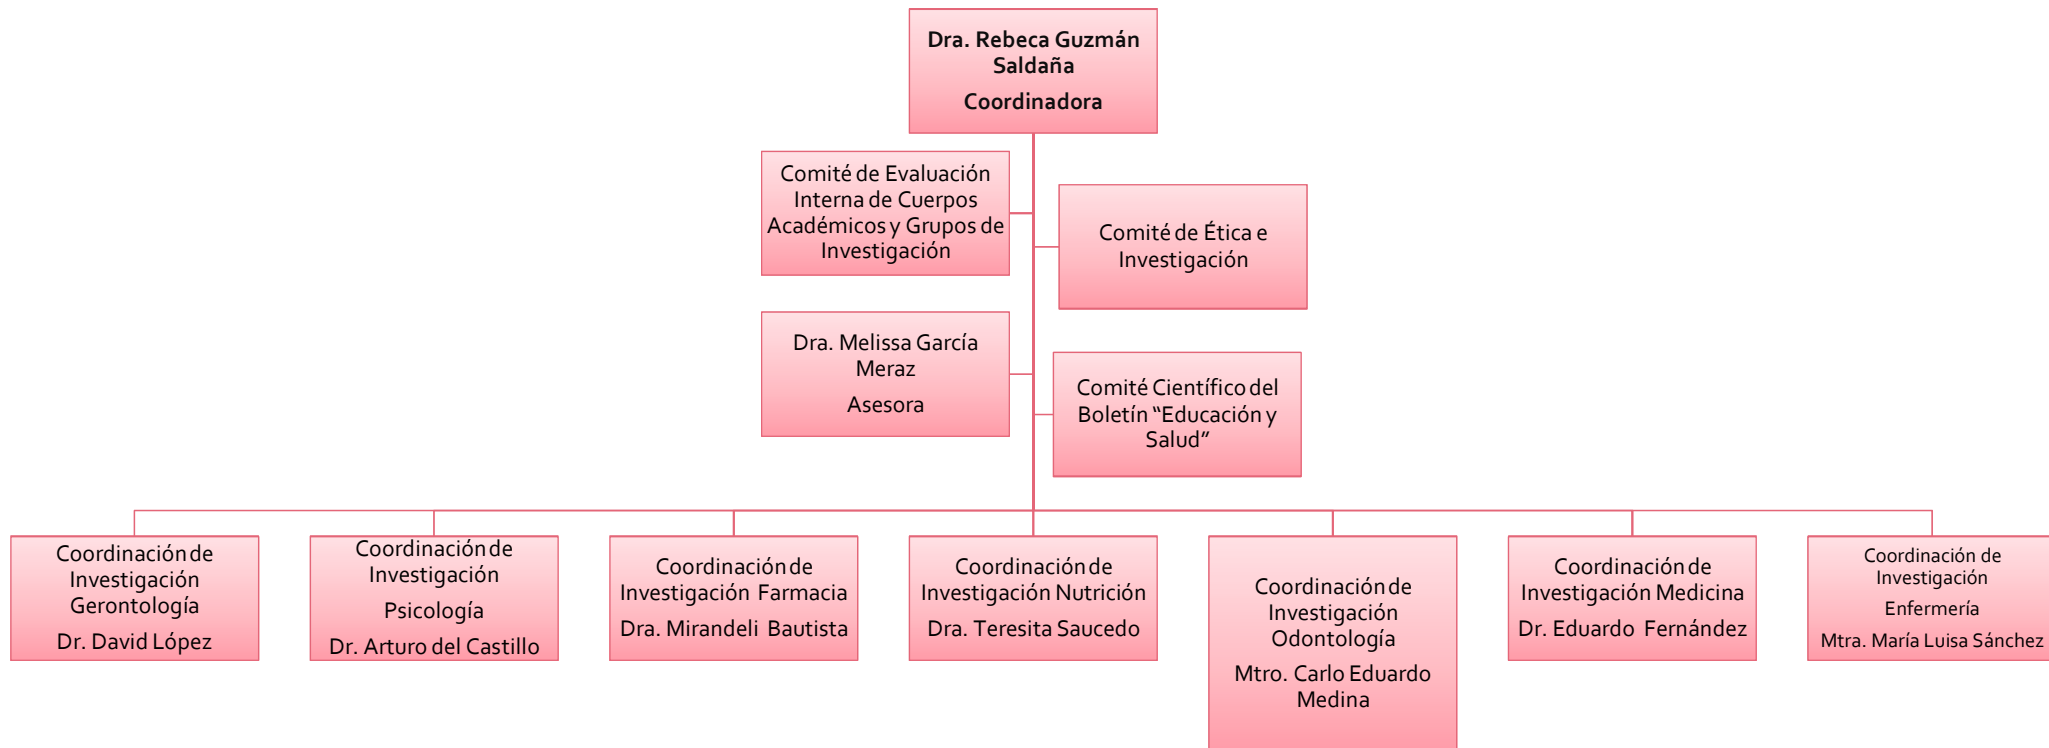 Dra. Rebeca Guzmán
Saldaña
Coordinadora
Comité de Evaluación
Interna de Cuerpos
Académicos y Grupos de
Investigación
Comité de Ética e
Investigación
Dra. Melissa García
Meraz
Asesora
Comité Científico del
Boletín “Educación y
Salud”
Coordinación de
Investigación
Gerontología
Dr. David López
Coordinación de
Investigación
Psicología
Dr. Arturo del Castillo
Coordinación de
Investigación Farmacia
Dra. Mirandeli Bautista
Coordinación de
Investigación Nutrición
Dra. Teresita Saucedo
Coordinación de
Investigación
Odontología
Mtro. Carlo Eduardo
Medina
Coordinación de
Investigación Medicina
Dr. Eduardo Fernández
Coordinación de
Investigación
Enfermería
Mtra. María Luisa Sánchez